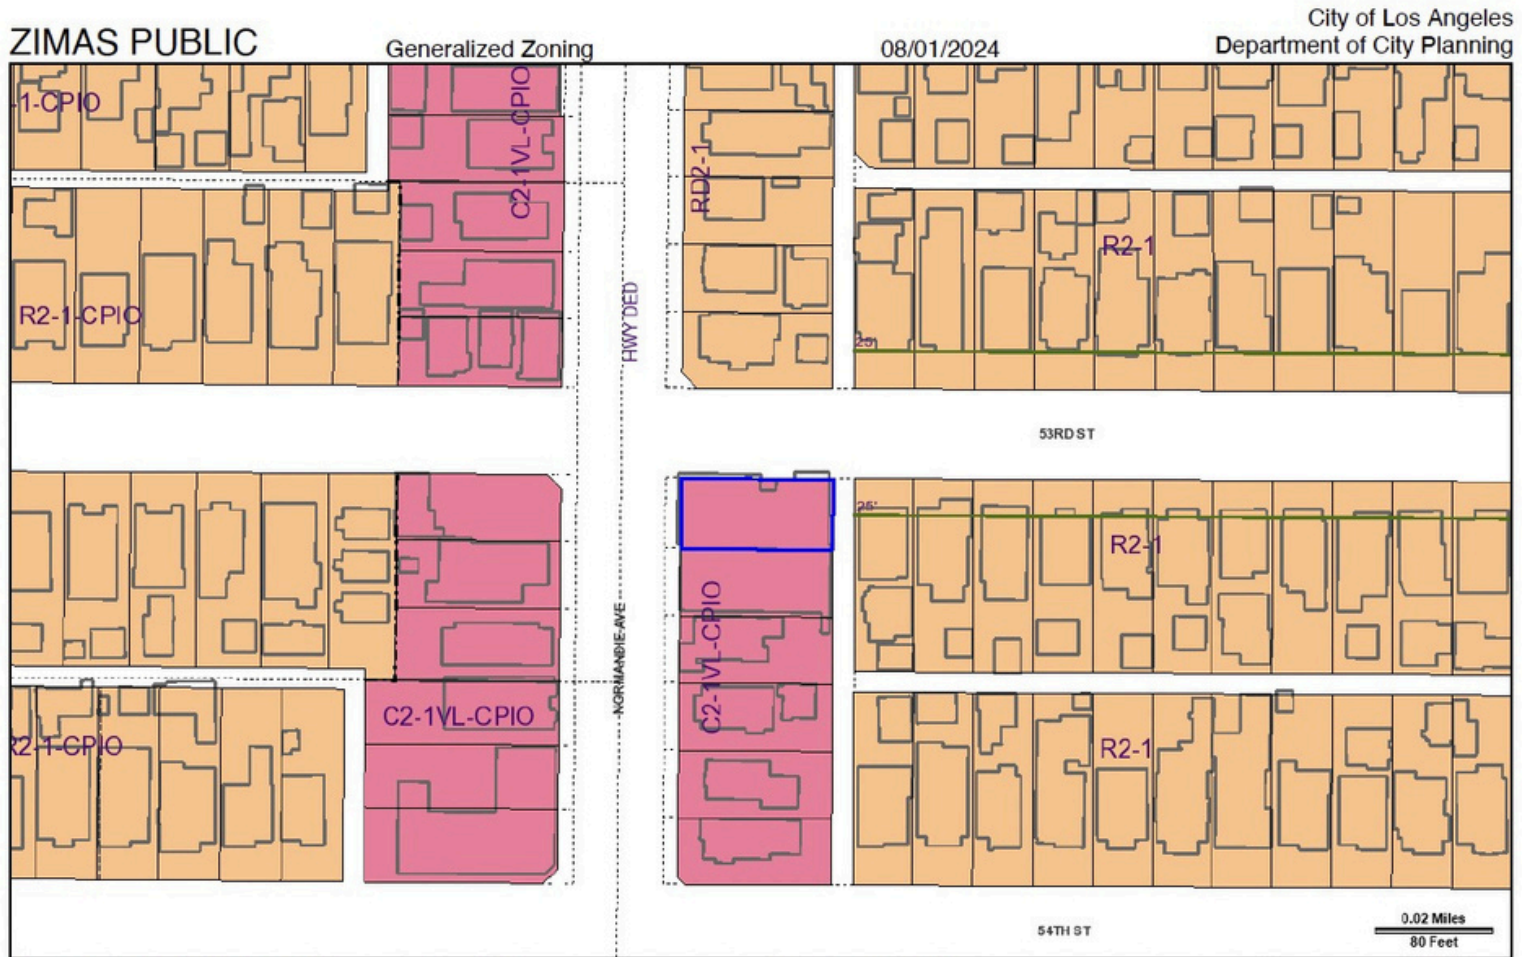 ZIMAS PUBLIC
Generalized Zoning
08/01/2024
City of Los Angeles
Department of City Planning
-1-CPIO
C2-1VL-CPIO
RD2-1
R2-1
R2-1-CPIO
HWY DED
25'
53RD ST
25'
R2-1
NORMANDIE AVE
C2-1VL-CPIO
C2-1VL-CPIO
R2-1-CPIO
R2-1
54TH ST
0.02 Miles
80 Feet